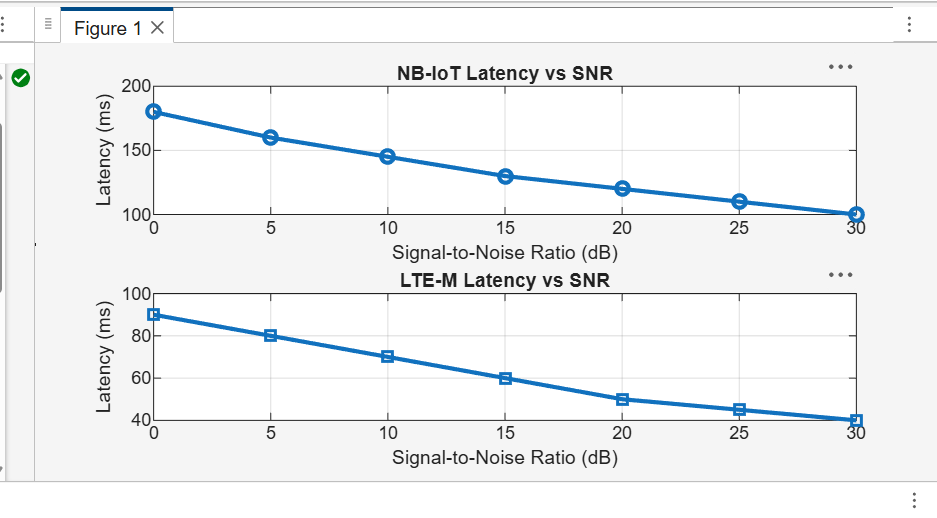 Figure 1
NB-IoT Latency vs SNR
Latency (ms)
200
150
100
0 5 10 15 20 25 30
Signal-to-Noise Ratio (dB)
LTE-M Latency vs SNR
Latency (ms)
100
80
60
40
0 5 10 15 20 25 30
Signal-to-Noise Ratio (dB)